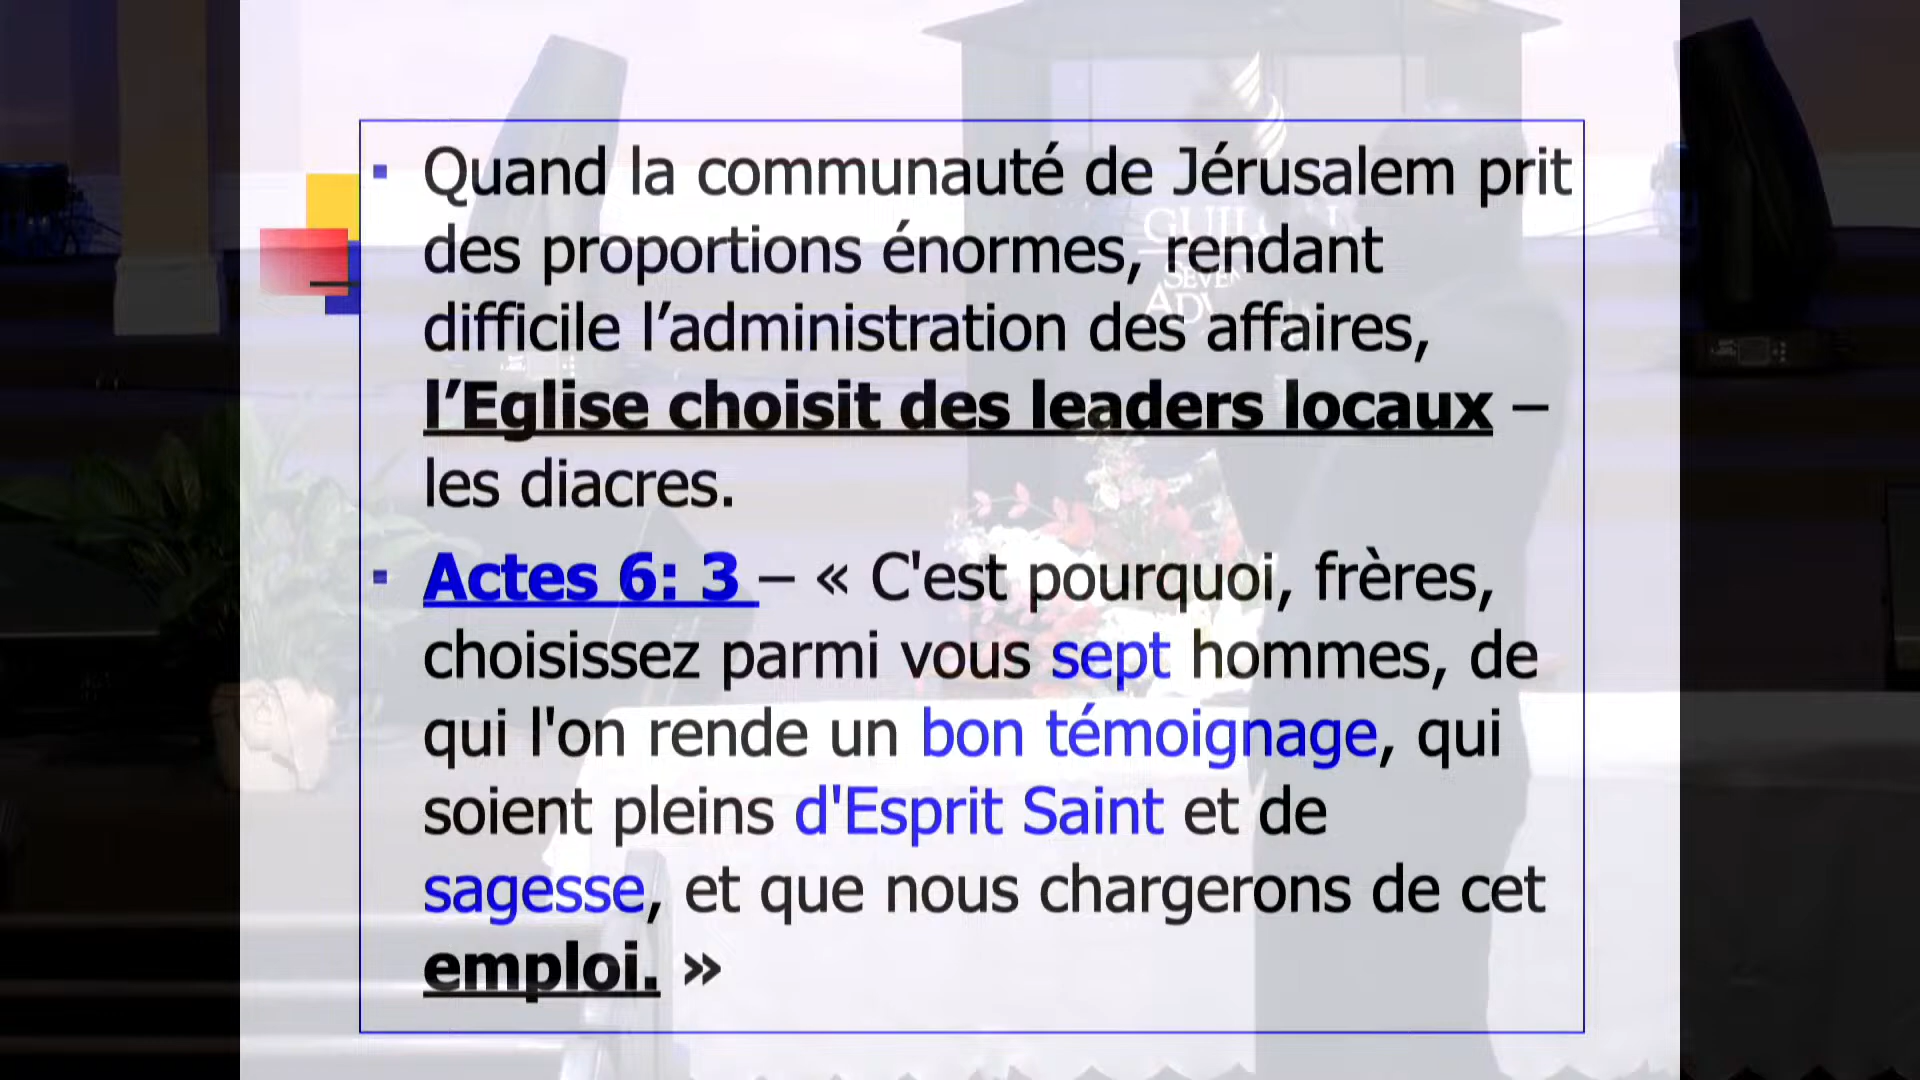 Quand la communauté de Jérusalem prit
des proportions énormes, rendant
difficile l’administration des affaires,
l’Eglise choisit des leaders locaux –
les diacres.
Actes 6: 3 – « C'est pourquoi, frères,
choisissez parmi vous sept hommes, de
qui l'on rende un bon témoignage, qui
soient pleins d'Esprit Saint et de
sagesse, et que nous chargerons de cet
emploi. »